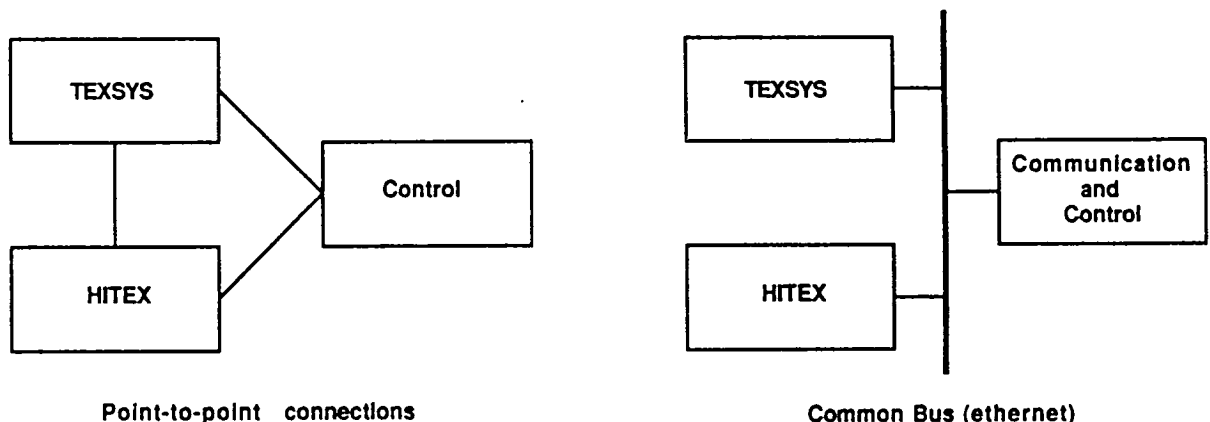 TEXSYS
Control
HITEX
Point-to-point connections
TEXSYS
Communication
and
Control
HITEX
Common Bus (ethernet)